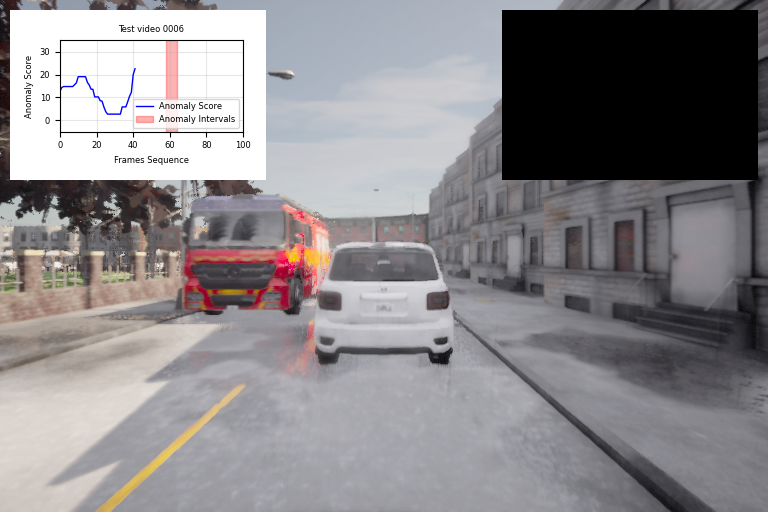 Test video 0006
Anomaly Score
30
20
10
0
Anomaly Score
Anomaly Intervals
0 20 40 60 80 100
Frames Sequence